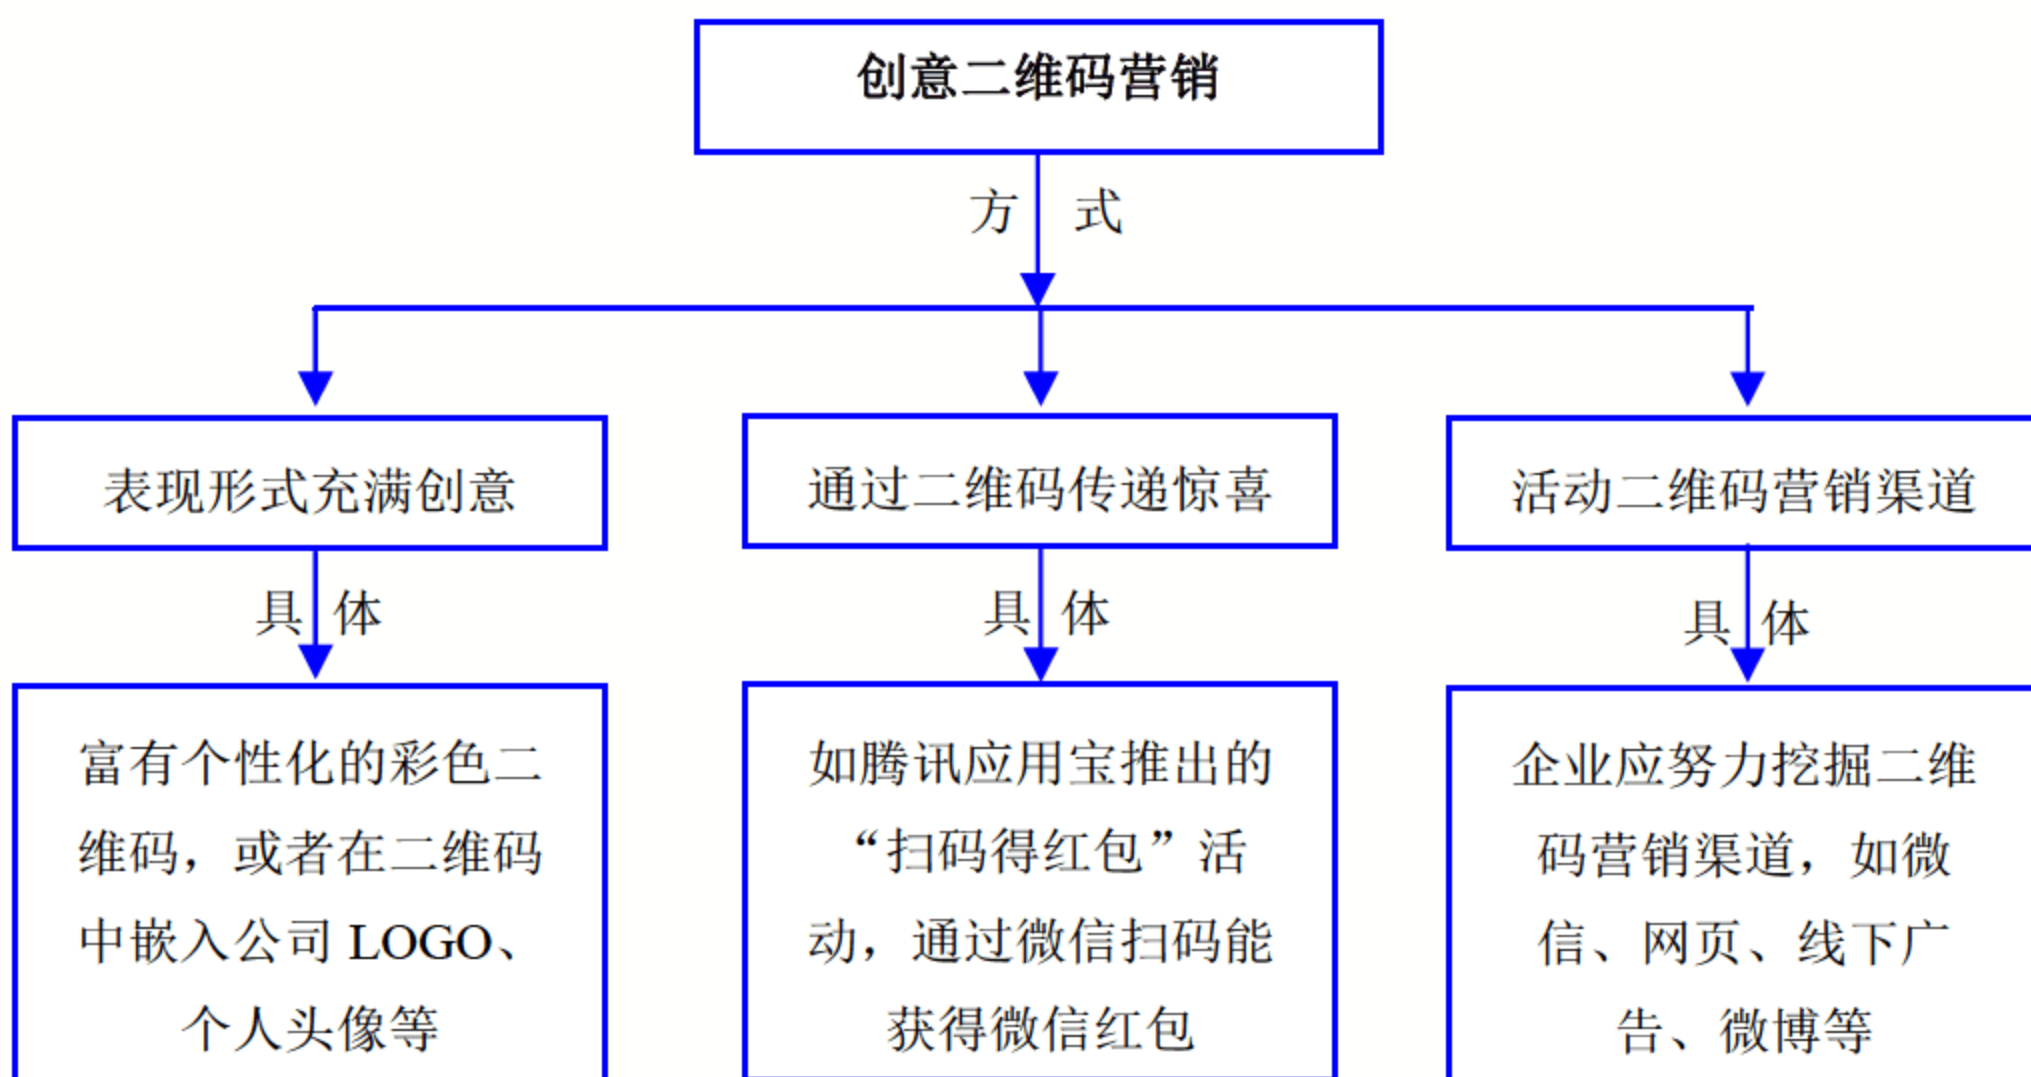 创意二维码营销
方 式
表现形式充满创意
通过二维码传递惊喜
活动二维码营销渠道
具 体
具 体
具 体
富有个性化的彩色二
维码，或者在二维码
中嵌入公司 LOGO、
个人头像等
如腾讯应用宝推出的
“扫码得红包”活
动，通过微信扫码能
获得微信红包
企业应努力挖掘二维
码营销渠道，如微
信、网页、线下广
告、微博等